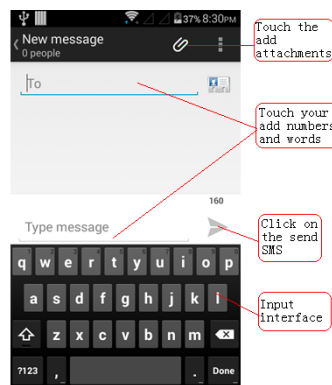 37% 8:30PM
New message
0 people
To
160
Type message
q w e r t y u i o p
a s d f g h j k l
z x c v b n m
?123 , . Done
Touch the
add
attachments
Touch your
add numbers
and words
Click on
the send
SMS
Input
interface